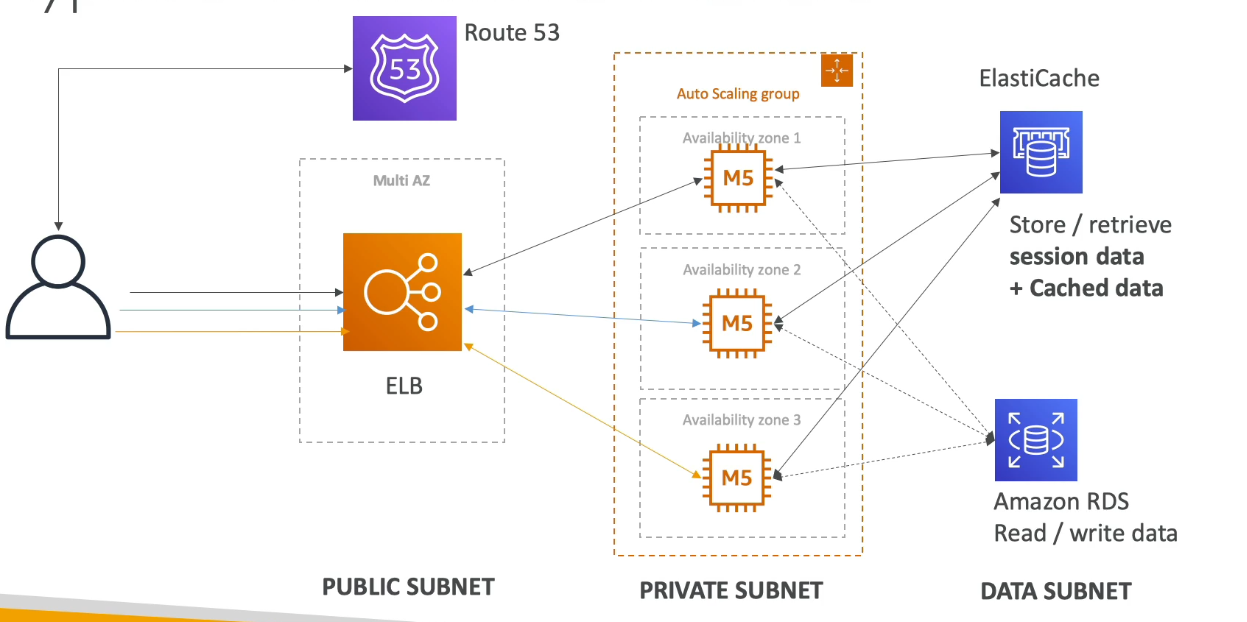 Route 53
53
ElastiCache
Auto Scaling group
Availability zone 1
Multi AZ
M5
Store / retrieve
session data
+ Cached data
Availability zone 2
M5
ELB
Availability zone 3
M5
Amazon RDS
Read / write data
PUBLIC SUBNET
PRIVATE SUBNET
DATA SUBNET